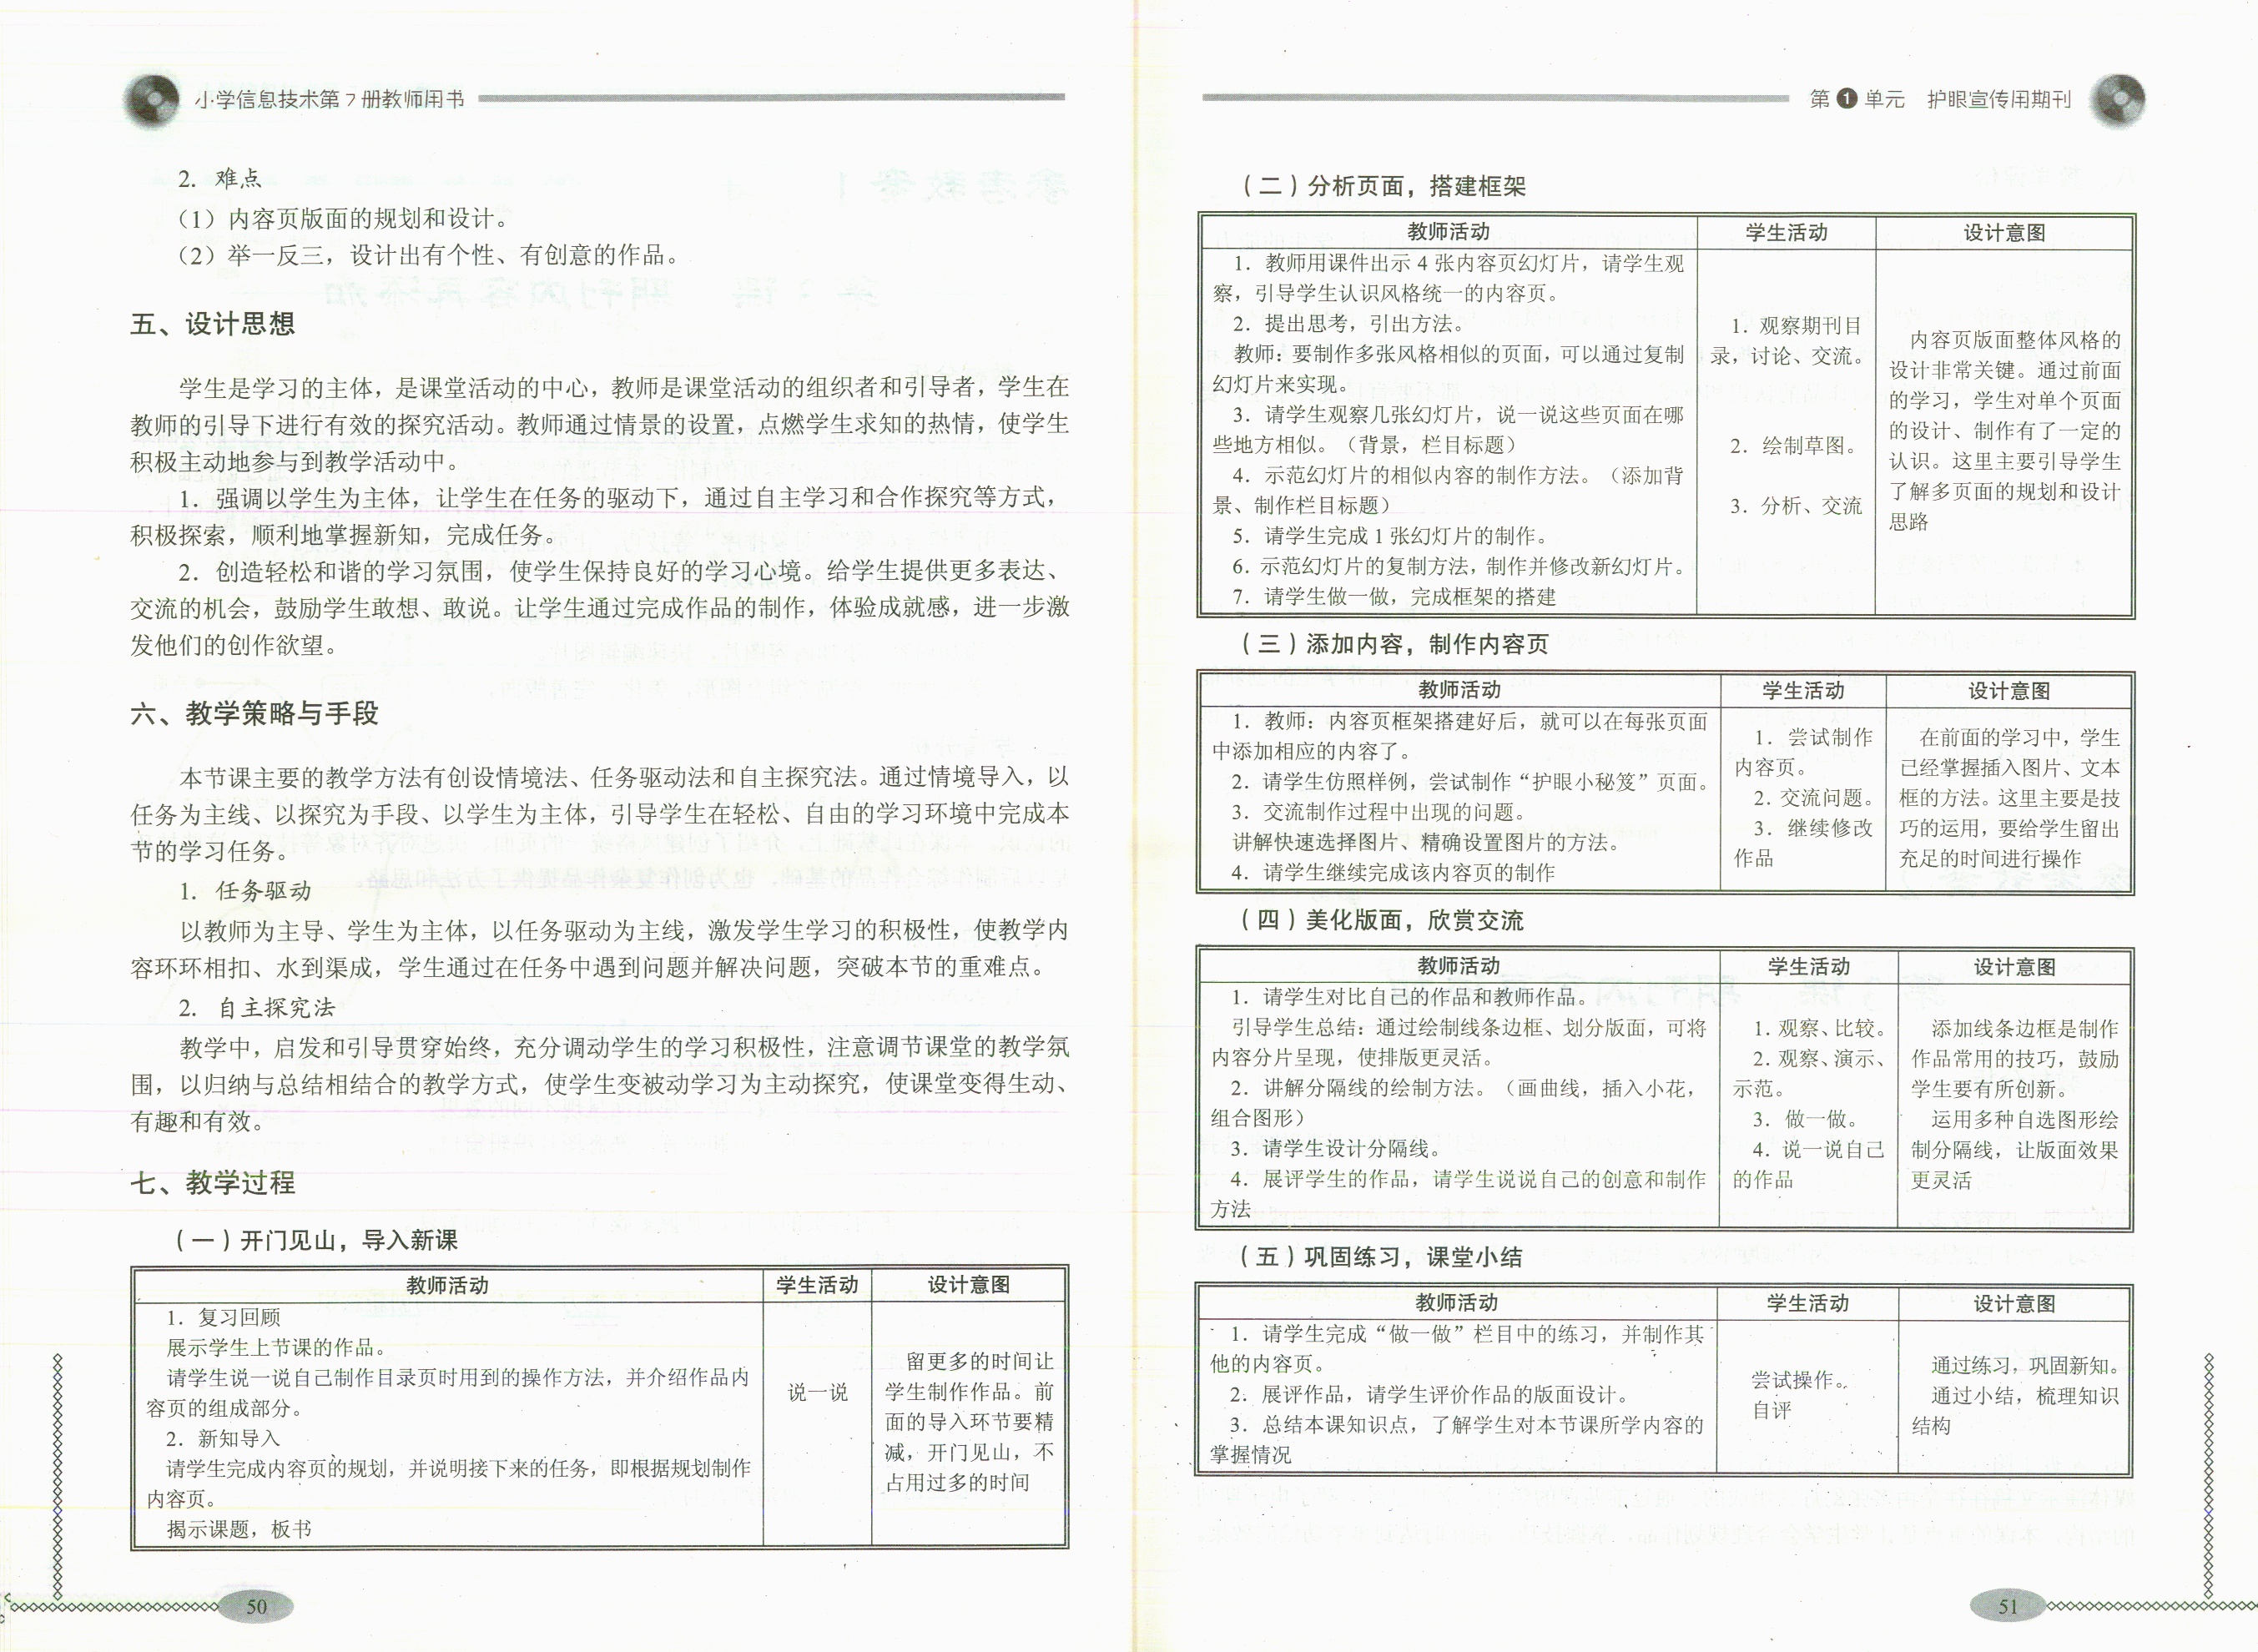 小学信息技术第7册教师用书
2. 难点
（1）内容页版面的规划和设计。
（2）举一反三，设计出有个性、有创意的作品。
五、设计思想
学生是学习的主体，是课堂活动的中心，教师是课堂活动的组织者和引导者，学生在
教师的引导下进行有效的探究活动。教师通过情景的设置，点燃学生求知的热情，使学生
积极主动地参与到教学活动中。
1. 强调以学生为主体，让学生在任务的驱动下，通过自主学习和合作探究等方式，
积极探索，顺利地掌握新知，完成任务。
2. 创造轻松和谐的学习氛围，使学生保持良好的学习心境。给学生提供更多表达、
交流的机会，鼓励学生敢想、敢说。让学生通过完成作品的制作，体验成就感，进一步激
发他们的创作欲望。
六、教学策略与手段
本节课主要的教学方法有创设情境法、任务驱动法和自主探究法。通过情境导入，以
任务为主线、以探究为手段、以学生为主体，引导学生在轻松、自由的学习环境中完成本
节的学习任务。
1. 任务驱动
以教师为主导、学生为主体，以任务驱动为主线，激发学生学习的积极性，使教学内
容环环相扣、水到渠成，学生通过在任务中遇到问题并解决问题，突破本节的重难点。
2. 自主探究法
教学中，启发和引导贯穿始终，充分调动学生的学习积极性，注意调节课堂的教学氛
围，以归纳与总结相结合的教学方式，使学生变被动学习为主动探究，使课堂变得生动、
有趣和有效。
七、教学过程
（一）开门见山，导入新课
教师活动 学生活动 设计意图
1. 复习回顾
展示学生上节课的作品。
请学生说一说自己制作目录页时用到的操作方法，并介绍作品内
容页的组成部分。
2. 新知导入
请学生完成内容页的规划，并说明接下来的任务，即根据规划制作
内容页。
揭示课题，板书
说一说
留更多的时间让
学生制作作品。前
面的导入环节要精
减，开门见山，不
占用过多的时间
50
第1单元 护眼宣传用期刊
（二）分析页面，搭建框架
教师活动 学生活动 设计意图
1. 教师用课件出示4张内容页幻灯片，请学生观
察，引导学生认识风格统一的内容页。
2. 提出思考，引出方法。
教师：要制作多张风格相似的页面，可以通过复制
幻灯片来实现。
3. 请学生观察几张幻灯片，说一说这些页面在哪
些地方相似。（背景，栏目标题）
4. 示范幻灯片的相似内容的制作方法。（添加背
景、制作栏目标题）
5. 请学生完成1张幻灯片的制作。
6. 示范幻灯片的复制方法，制作并修改新幻灯片。
7. 请学生做一做，完成框架的搭建
1. 观察期刊目
录，讨论、交流。
2. 绘制草图。
3. 分析、交流
内容页版面整体风格的
设计非常关键。通过前面
的学习，学生对单个页面
的设计、制作有了一定的
认识。这里主要引导学生
了解多页面的规划和设计
思路
（三）添加内容，制作内容页
教师活动 学生活动 设计意图
1. 教师：内容页框架搭建好后，就可以在每张页面
中添加相应的内容了。
2. 请学生仿照样例，尝试制作“护眼小秘笈”页面。
3. 交流制作过程中出现的问题。
讲解快速选择图片、精确设置图片的方法。
4. 请学生继续完成该内容页的制作
1. 尝试制作
内容页。
2. 交流问题。
3. 继续修改
作品
在前面的学习中，学生
已经掌握插入图片、文本
框的方法。这里主要是技
巧的运用，要给学生留出
充足的时间进行操作
（四）美化版面，欣赏交流
教师活动 学生活动 设计意图
1. 请学生对比自己的作品和教师作品。
引导学生总结：通过绘制线条边框、划分版面，可将
内容分片呈现，使排版更灵活。
2. 讲解分隔线的绘制方法。（画曲线，插入小花，
组合图形）
3. 请学生设计分隔线。
4. 展评学生的作品，请学生说说自己的创意和制作
方法
1. 观察、比较。
2. 观察、演示、
示范。
3. 做一做。
4. 说一说自己
的作品
添加线条边框是制作
作品常用的技巧，鼓励
学生要有所创新。
运用多种自选图形绘
制分隔线，让版面效果
更灵活
（五）巩固练习，课堂小结
教师活动 学生活动 设计意图
1. 请学生完成“做一做”栏目中的练习，并制作其
他的内容页。
2. 展评作品，请学生评价作品的版面设计。
3. 总结本课知识点，了解学生对本节课所学内容的
掌握情况
尝试操作。
自评
通过练习，巩固新知。
通过小结，梳理知识
结构
51